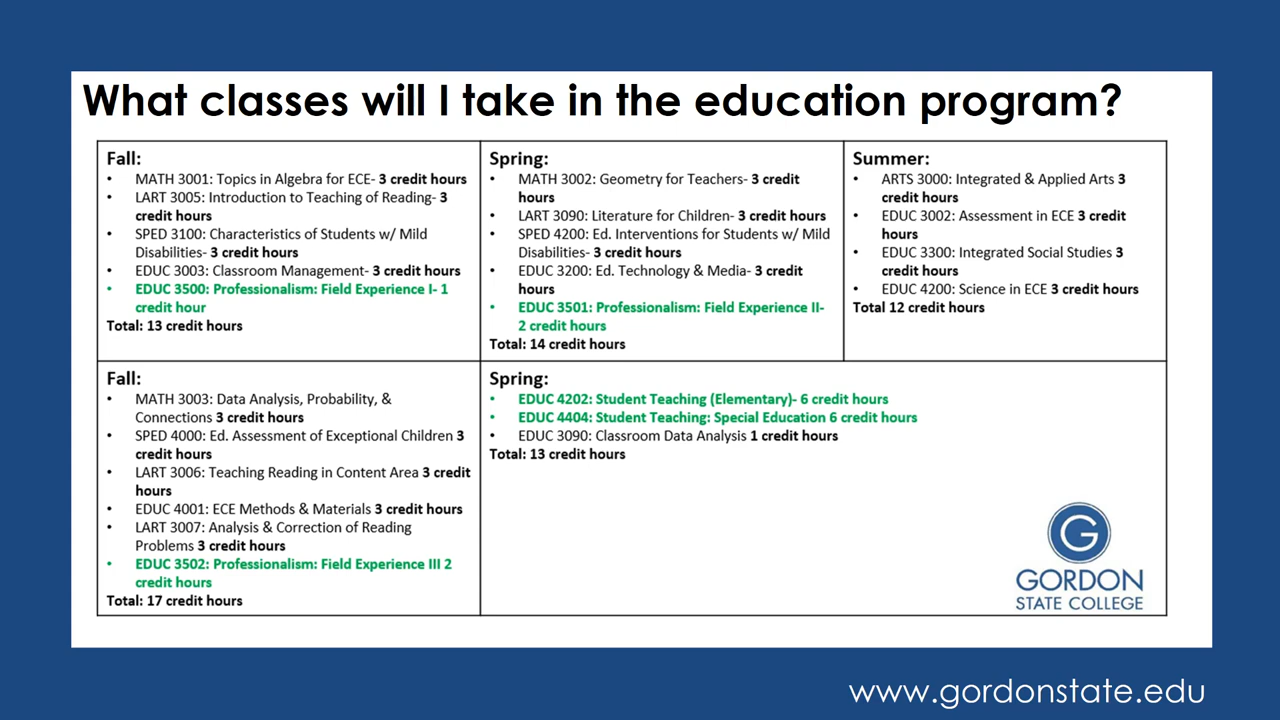 What classes will I take in the education program?
Fall:
• MATH 3001: Topics in Algebra for ECE- 3 credit hours
• LART 3005: Introduction to Teaching of Reading- 3
credit hours
• SPED 3100: Characteristics of Students w/ Mild
Disabilities- 3 credit hours
• EDUC 3003: Classroom Management- 3 credit hours
• EDUC 3500: Professionalism: Field Experience I- 1
credit hour
Total: 13 credit hours
Spring:
• MATH 3002: Geometry for Teachers- 3 credit
hours
• LART 3090: Literature for Children- 3 credit hours
• SPED 4200: Ed. Interventions for Students w/ Mild
Disabilities- 3 credit hours
• EDUC 3200: Ed. Technology & Media- 3 credit
hours
• EDUC 3501: Professionalism: Field Experience II-
2 credit hours
Total: 14 credit hours
Summer:
• ARTS 3000: Integrated & Applied Arts 3
credit hours
• EDUC 3002: Assessment in ECE 3 credit
hours
• EDUC 3300: Integrated Social Studies 3
credit hours
• EDUC 4200: Science in ECE 3 credit hours
Total 12 credit hours
Fall:
• MATH 3003: Data Analysis, Probability, &
Connections 3 credit hours
• SPED 4000: Ed. Assessment of Exceptional Children 3
credit hours
• LART 3006: Teaching Reading in Content Area 3 credit
hours
• EDUC 4001: ECE Methods & Materials 3 credit hours
• LART 3007: Analysis & Correction of Reading
Problems 3 credit hours
• EDUC 3502: Professionalism: Field Experience III 2
credit hours
Total: 17 credit hours
Spring:
• EDUC 4202: Student Teaching (Elementary)- 6 credit hours
• EDUC 4404: Student Teaching: Special Education 6 credit hours
• EDUC 3090: Classroom Data Analysis 1 credit hours
Total: 13 credit hours
G
GORDON
STATE COLLEGE
www.gordonstate.edu